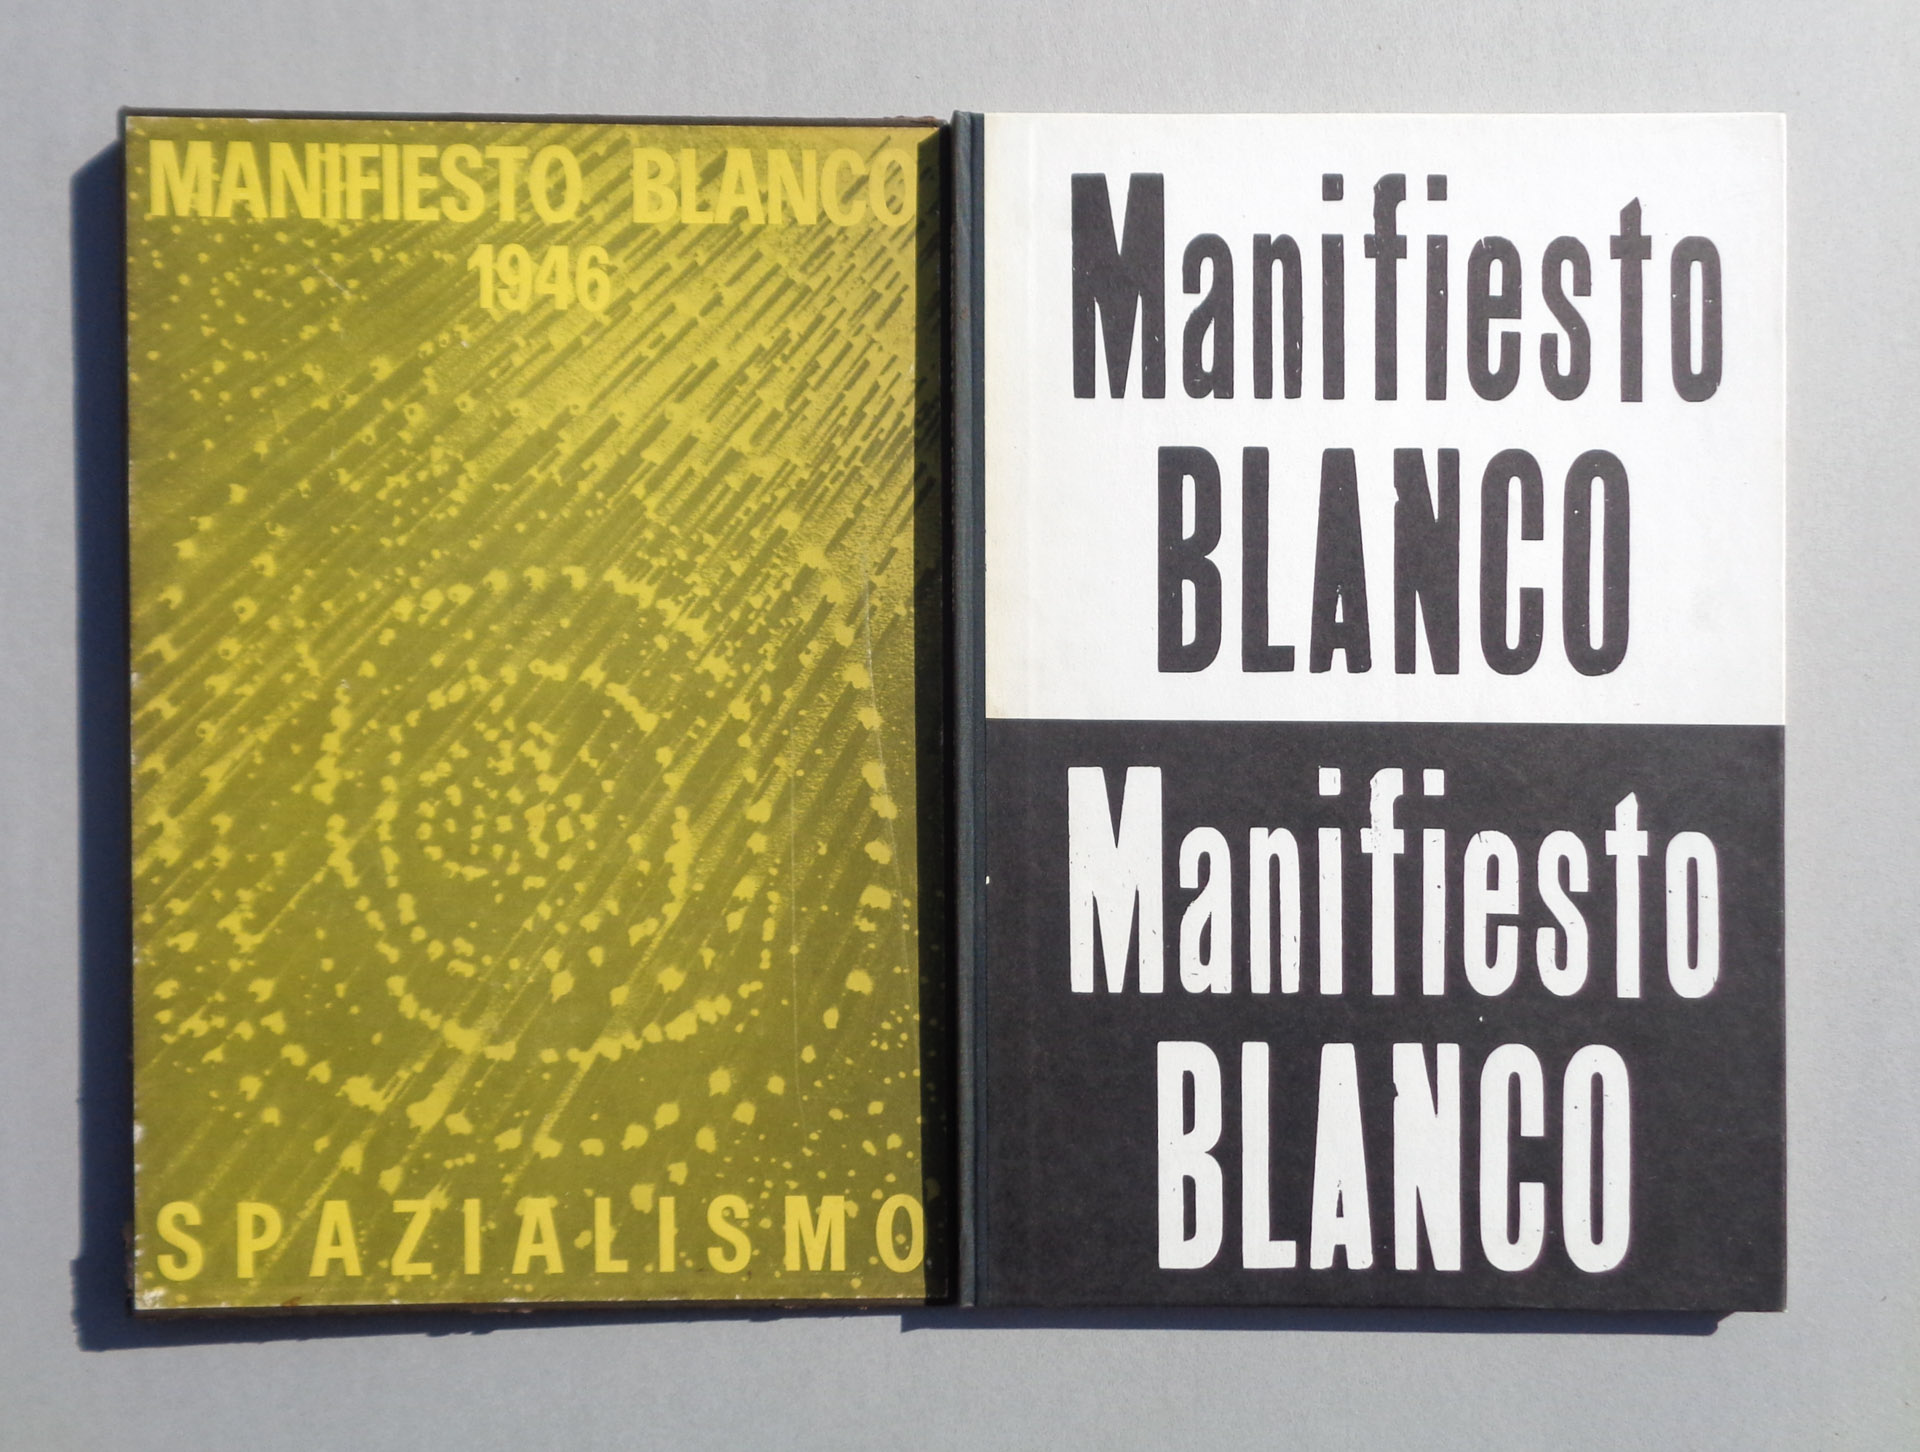 MANIFIESTO BLANCO
1946
SPAZIALISMO
Manifiesto
BLANCO
Manifiesto
BLANCO